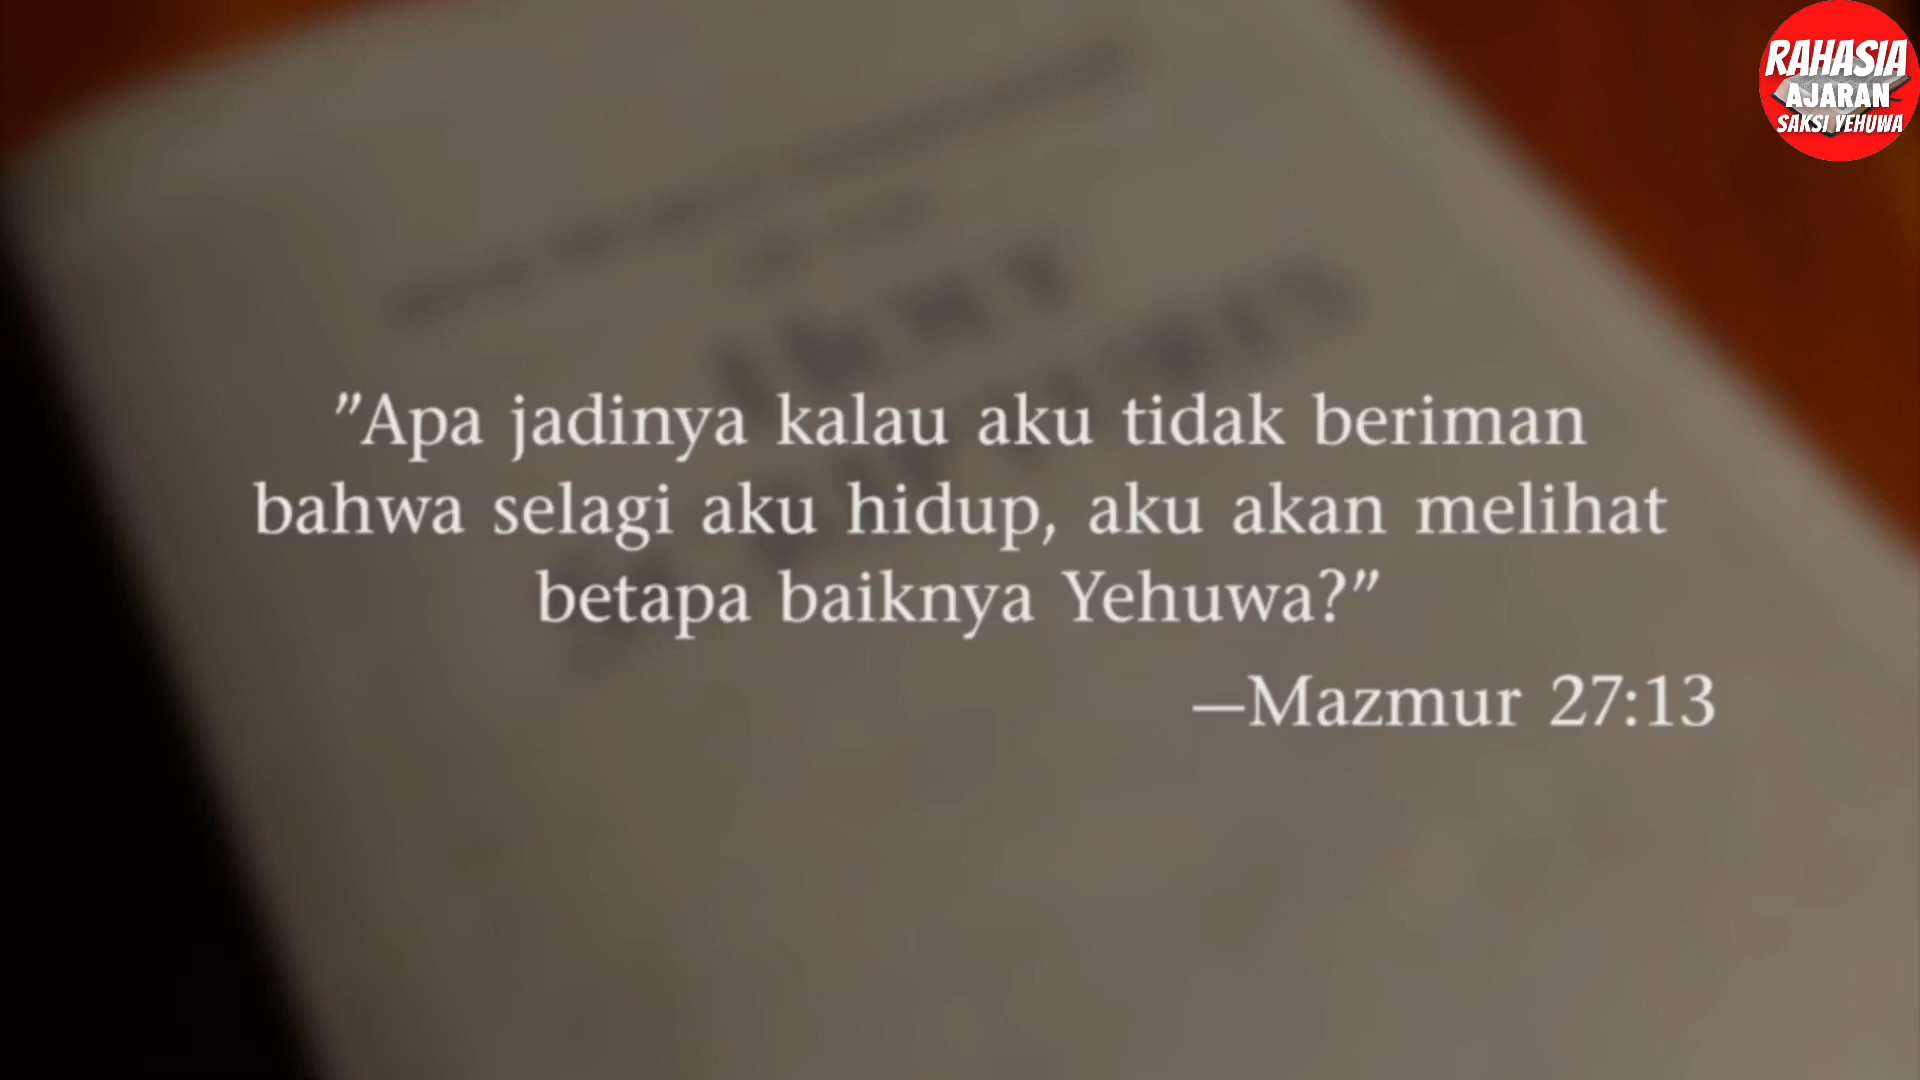 RAHASIA
AJARAN
SAKSI YEHUWA
”Apa jadinya kalau aku tidak beriman
bahwa selagi aku hidup, aku akan melihat
betapa baiknya Yehuwa?”
—Mazmur 27:13